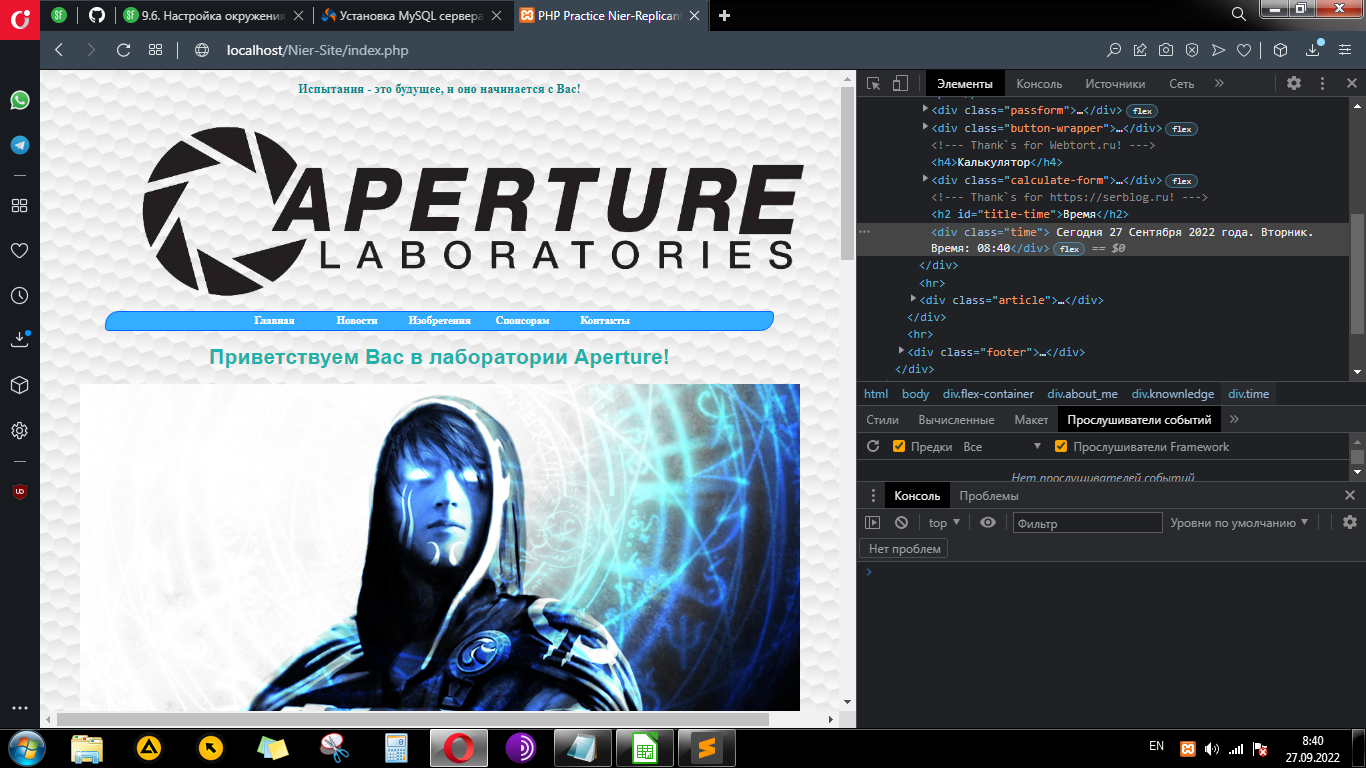 9.6. Настройка окружения
Установка MySQL сервера
PHP Practice Nier-Replican
localhost/Nier-Site/index.php
Испытания - это будущее, и оно начинается с Вас!
APERTURE
LABORATORIES
Главная Новости Изобретения Спонсорам Контакты
Приветствуем Вас в лаборатории Aperture!
Элементы Консоль Источники Сеть »
<div class="passform">…</div> flex
<div class="button-wrapper">…</div> flex
<!--- Thank`s for Webtort.ru! --->
<h4>Калькулятор</h4>
<div class="calculate-form">…</div> flex
<!--- Thank`s for https://serblog.ru! --->
<h2 id="title-time">Время</h2>
<div class="time"> Сегодня 27 Сентября 2022 года. Вторник.
Время: 08:40</div> flex == $0
</div>
<hr>
<div class="article">…</div>
</div>
<hr>
<div class="footer">…</div>
</div>
html body div.flex-container div.about_me div.knownledge div.time
Стили Вычисленные Макет Прослушиватели событий »
Предки Все Прослушиватели Framework
Нет прослушивателей событий
Консоль Проблемы
top Фильтр Уровни по умолчанию
Нет проблем
EN 8:40
27.09.2022